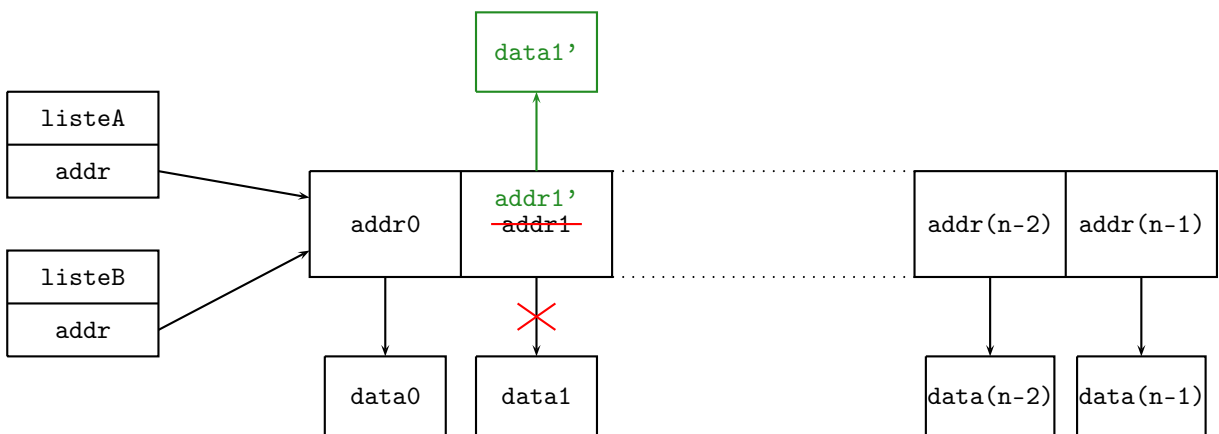 data1'
listeA
addr
addr1'
addr0
addr1
addr(n-2)
addr(n-1)
listeB
addr
data0
data1
data(n-2)
data(n-1)